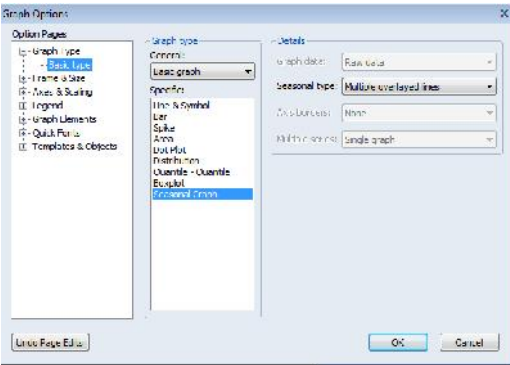 Graph Options
Option Pages
Graph Type
Basic type
Frame & Size
Axes & Scaling
Legend
Graph Elements
Quick Fonts
Templates & Objects
Graph type
General:
Basic graph
Specific:
Line & Symbol
Bar
Spike
Area
Dot Plot
Distribution
Quantile - Quantile
Boxplot
Seasonal Graph
Details
Graph data:
Raw data
Seasonal type:
Multiple overlayed lines
Axis borders:
None
Multiple series:
Single graph
Undo Page Edits
OK
Cancel